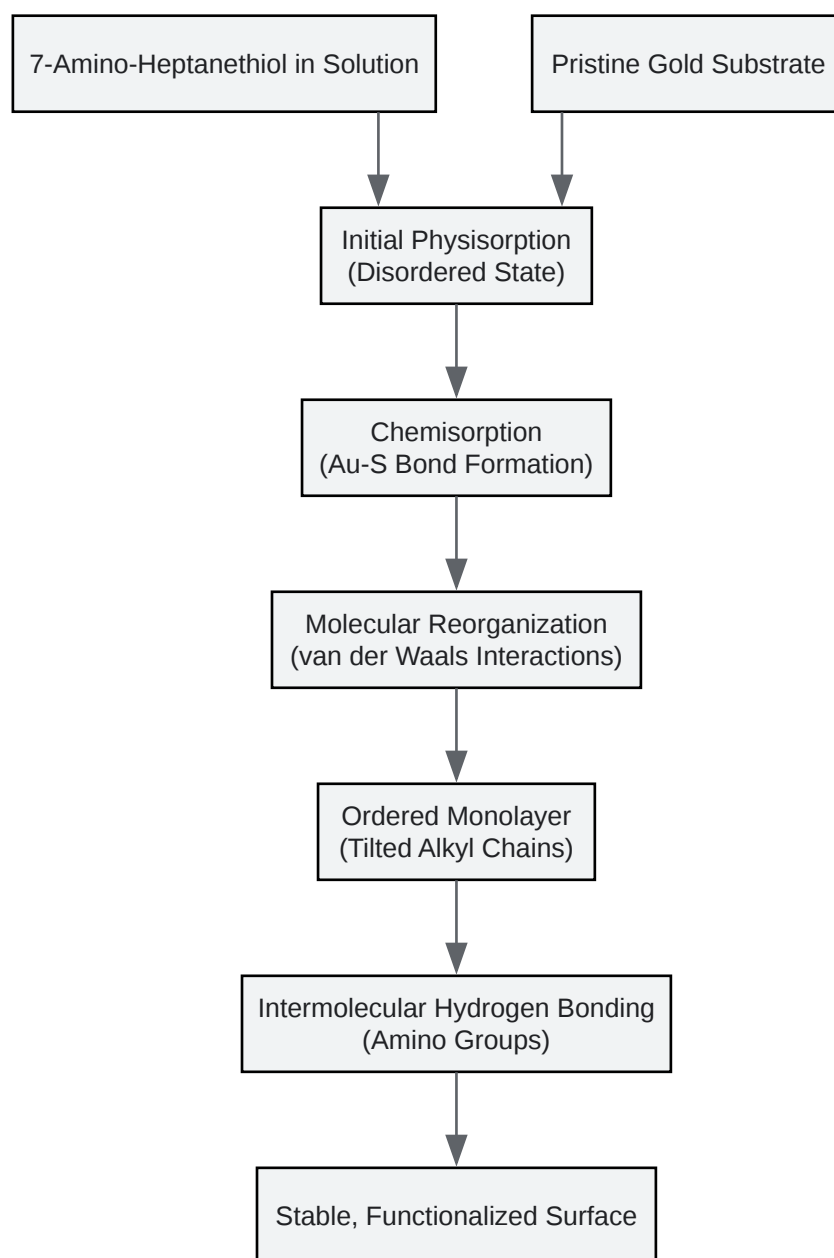 7-Amino-Heptanethiol in Solution
Pristine Gold Substrate
Initial Physisorption
(Disordered State)
Chemisorption
(Au-S Bond Formation)
Molecular Reorganization
(van der Waals Interactions)
Ordered Monolayer
(Tilted Alkyl Chains)
Intermolecular Hydrogen Bonding
(Amino Groups)
Stable, Functionalized Surface